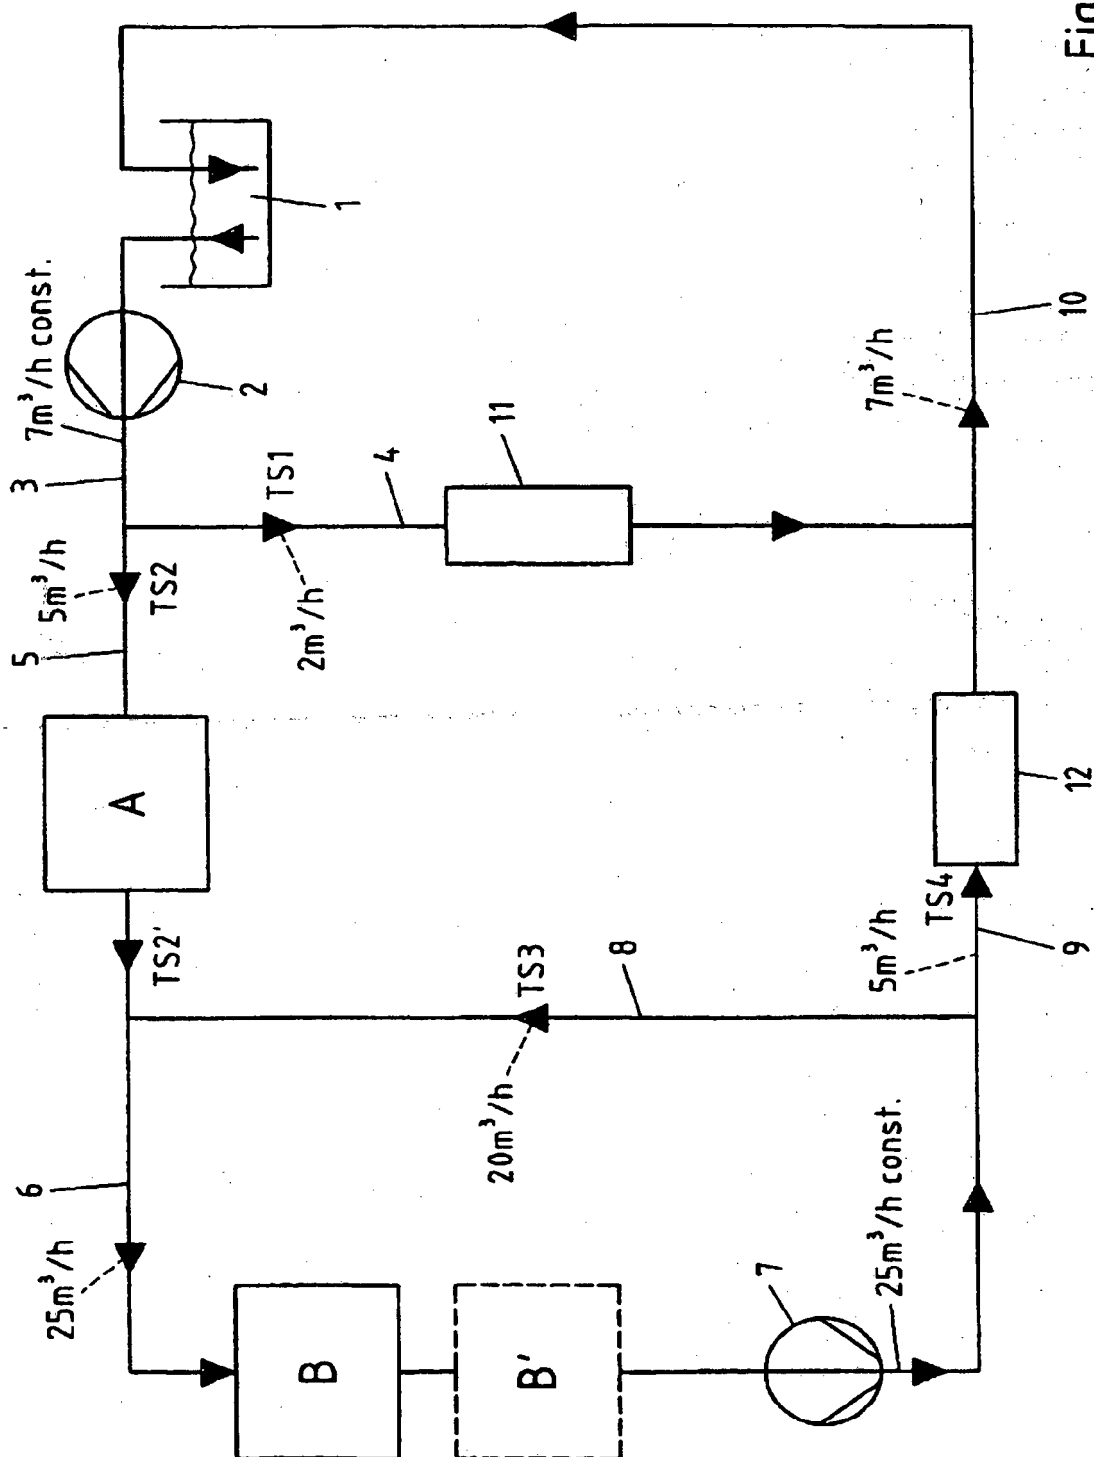 Fig
1
2
7m³/h const.
3
TS1
4
11
2m³/h
5m³/h
TS2
5
A
TS2'
7m³/h
10
12
TS4
5m³/h
9
TS3
8
20m³/h
6
25m³/h
B
B'
7
25m³/h const.